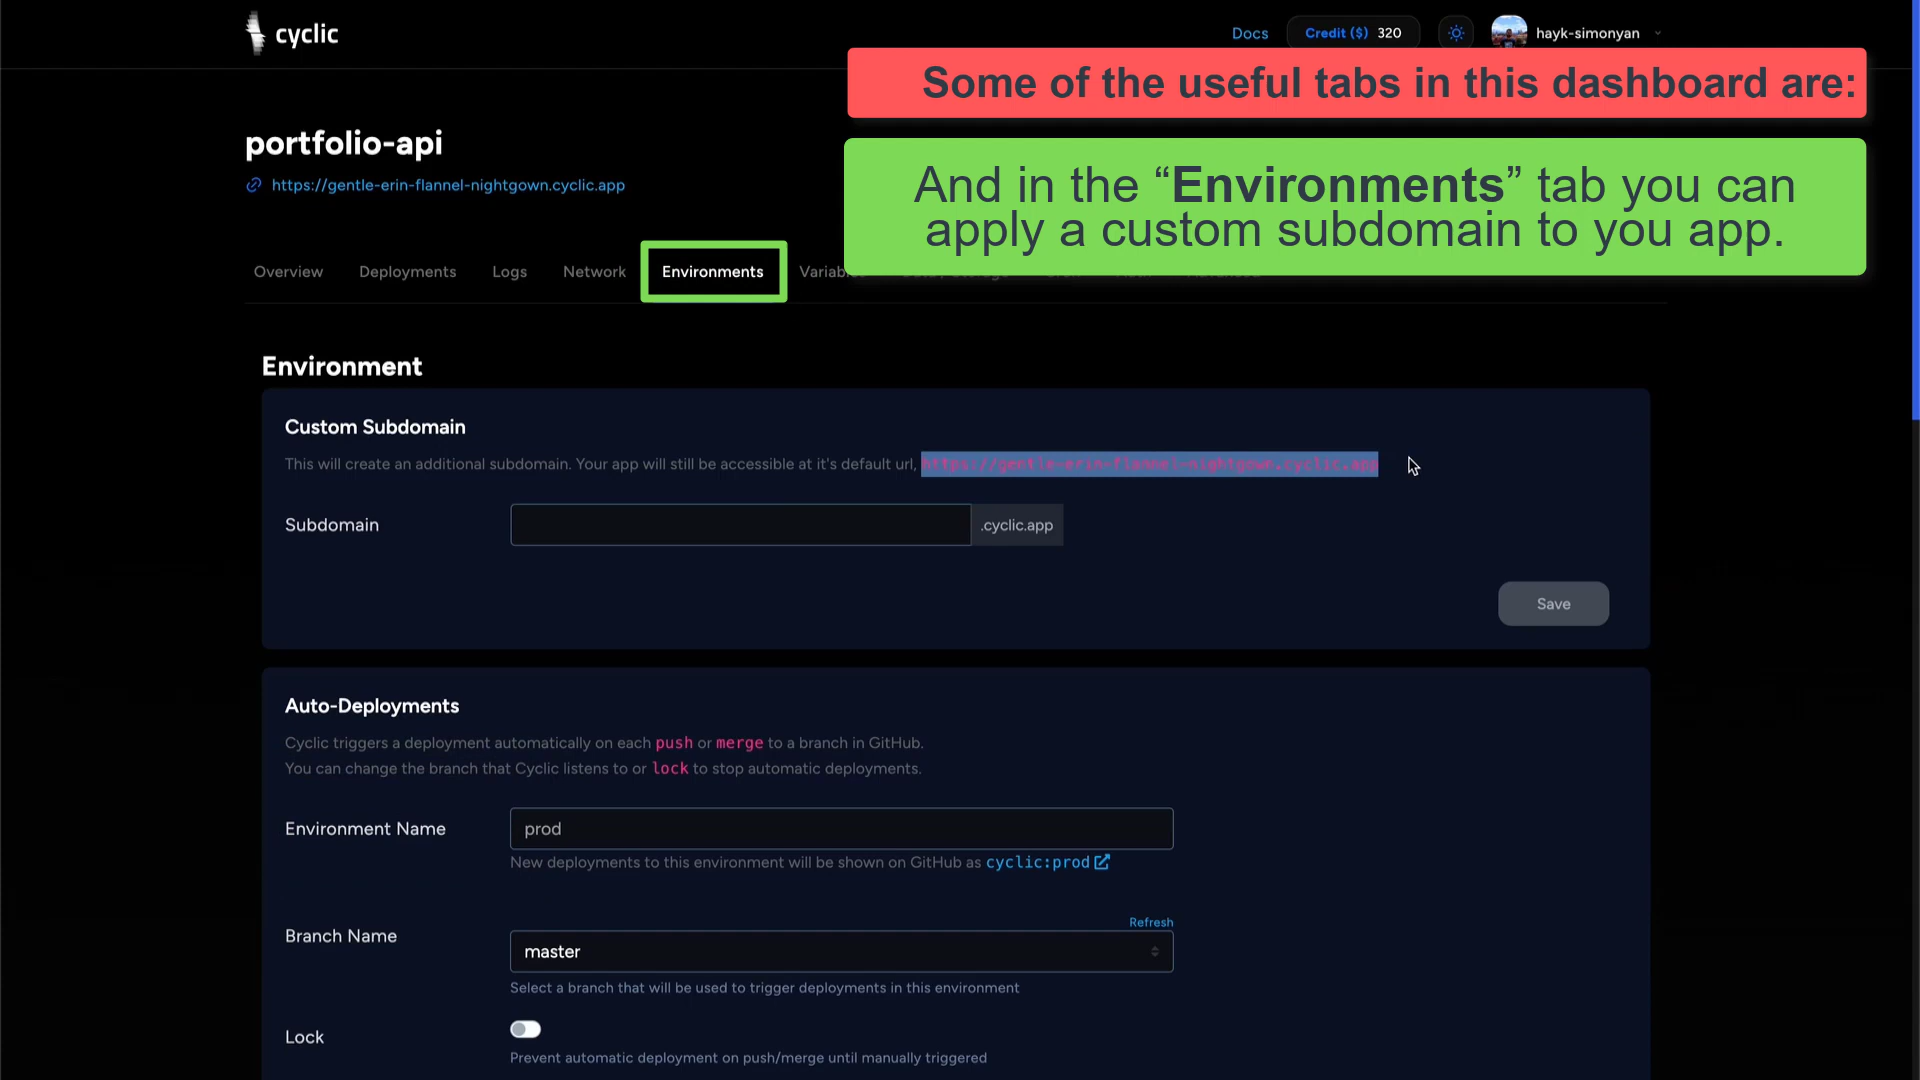 cyclic
Docs
Credit ($) 320
hayk-simonyan
Some of the useful tabs in this dashboard are:
portfolio-api
https://gentle-erin-flannel-nightgown.cyclic.app
And in the “Environments” tab you can
apply a custom subdomain to you app.
Overview Deployments Logs Network Environments
Environment
Custom Subdomain
This will create an additional subdomain. Your app will still be accessible at it's default url, https://gentle-erin-flannel-nightgown.cyclic.app
Subdomain
.cyclic.app
Save
Auto-Deployments
Cyclic triggers a deployment automatically on each push or merge to a branch in GitHub.
You can change the branch that Cyclic listens to or lock to stop automatic deployments.
Environment Name
prod
New deployments to this environment will be shown on GitHub as cyclic:prod
Refresh
Branch Name
master
Select a branch that will be used to trigger deployments in this environment
Lock
Prevent automatic deployment on push/merge until manually triggered